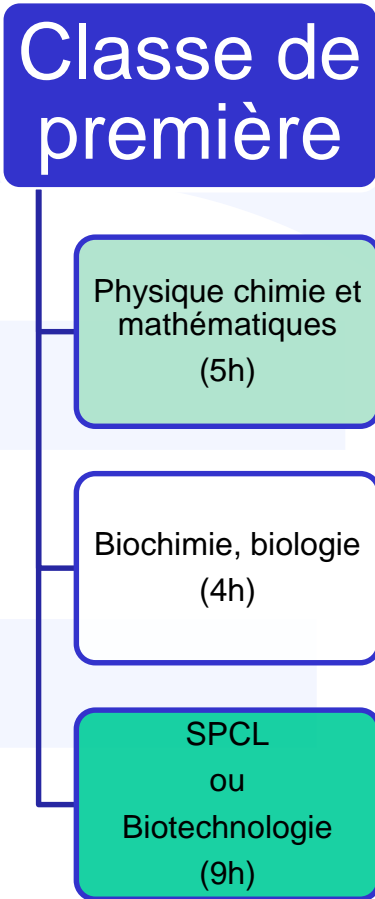 Classe de
première
Physique chimie et
mathématiques
(5h)
Biochimie, biologie
(4h)
SPCL
ou
Biotechnologie
(9h)